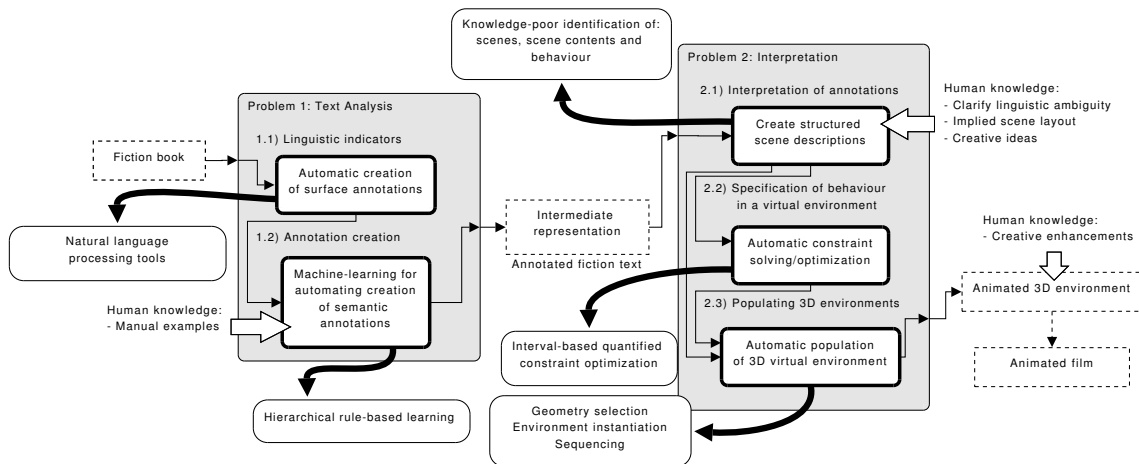 Knowledge-poor identification of:
scenes, scene contents and
behaviour
Problem 2: Interpretation
2.1) Interpretation of annotations
Create structured
scene descriptions
Human knowledge:
- Clarify linguistic ambiguity
- Implied scene layout
- Creative ideas
Problem 1: Text Analysis
1.1) Linguistic indicators
Fiction book
Automatic creation
of surface annotations
Natural language
processing tools
1.2) Annotation creation
Machine-learning for
automating creation
of semantic
annotations
Human knowledge:
- Manual examples
Hierarchical rule-based learning
Intermediate
representation
Annotated fiction text
2.2) Specification of behaviour
in a virtual environment
Automatic constraint
solving/optimization
Interval-based quantified
constraint optimization
2.3) Populating 3D environments
Automatic population
of 3D virtual environment
Geometry selection
Environment instantiation
Sequencing
Human knowledge:
- Creative enhancements
Animated 3D environment
Animated film